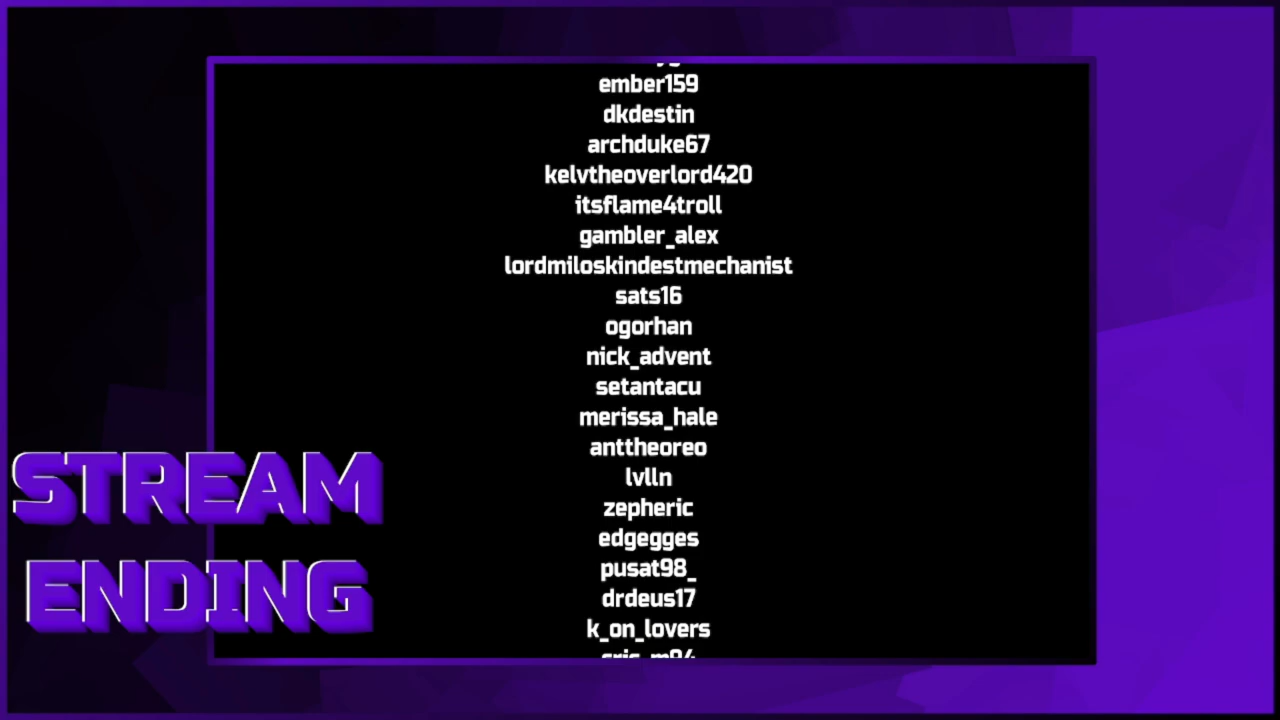 ember159
dkdestin
archduke67
kelvtheoverlord420
itsflame4troll
gambler_alex
lordmiloskindestmechanist
sats16
ogorhan
nick_advent
setantacu
merissa_hale
anttheoreo
lvlln
zepheric
edgegges
pusat98_
drdeus17
k_on_lovers
STREAM
ENDING